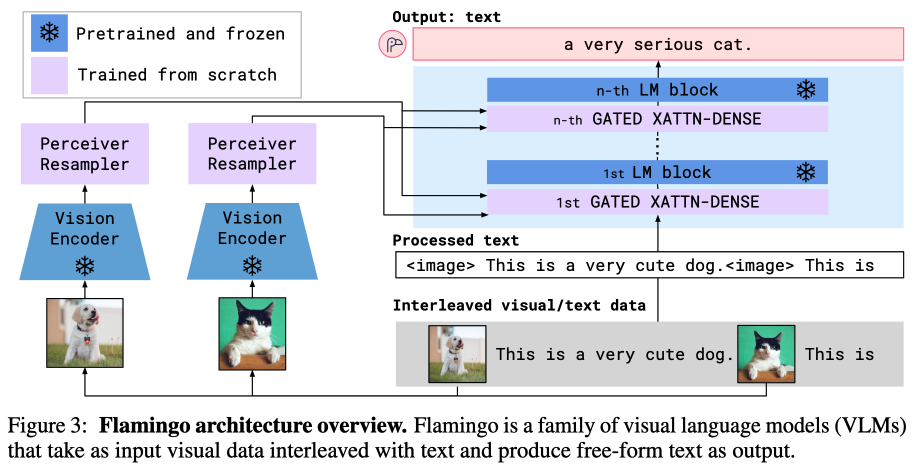 Output: text
Pretrained and frozen
Trained from scratch
a very serious cat.
n-th LM block
n-th GATED XATTN-DENSE
Perceiver
Resampler
Perceiver
Resampler
1st LM block
1st GATED XATTN-DENSE
Vision
Encoder
Vision
Encoder
Processed text
<image> This is a very cute dog.<image> This is
Interleaved visual/text data
This is a very cute dog.
This is
Figure 3: Flamingo architecture overview. Flamingo is a family of visual language models (VLMs)
that take as input visual data interleaved with text and produce free-form text as output.